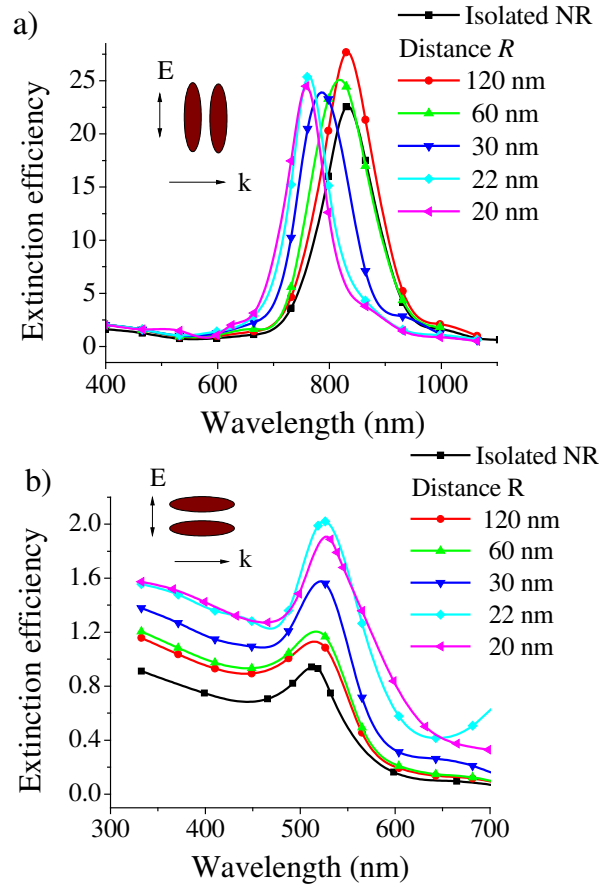 a)
Isolated NR
Distance R
120 nm
60 nm
30 nm
22 nm
20 nm
E
k
Extinction efficiency
25
20
15
10
5
0
400 600 800 1000
Wavelength (nm)
b)
Isolated NR
Distance R
120 nm
60 nm
30 nm
22 nm
20 nm
E
k
Extinction efficiency
2.0
1.6
1.2
0.8
0.4
0.0
300 400 500 600 700
Wavelength (nm)